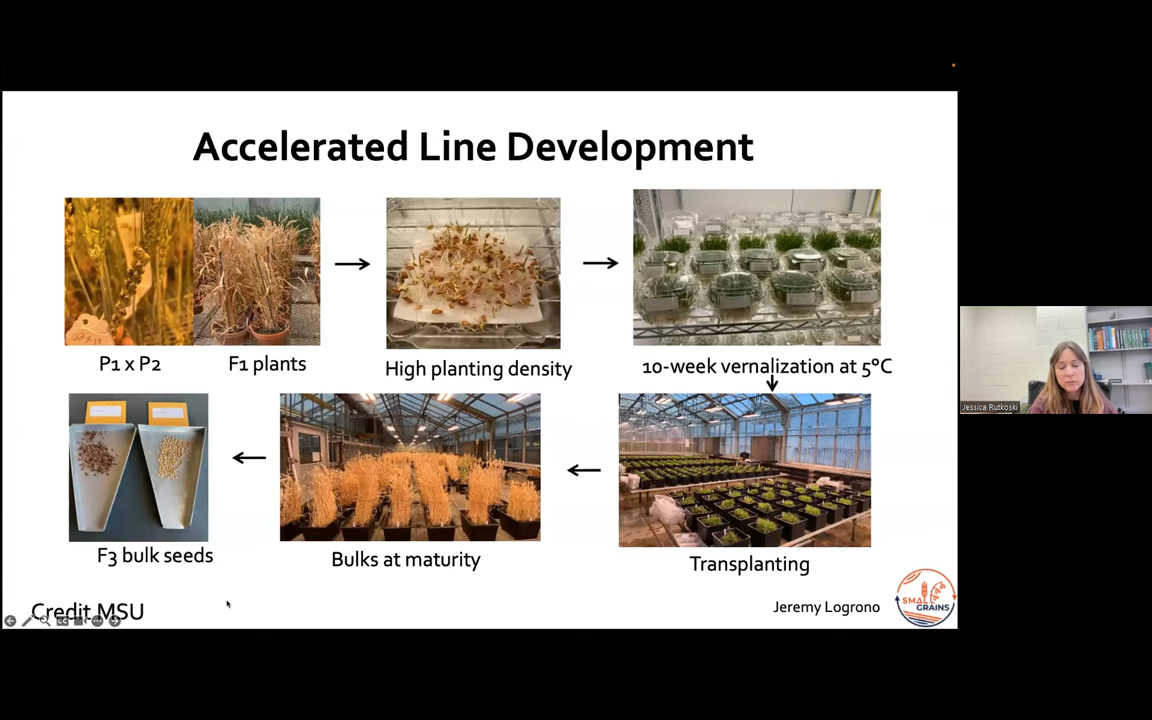 Accelerated Line Development
P1 x P2
F1 plants
High planting density
10-week vernalization at 5°C
F3 bulk seeds
Bulks at maturity
Transplanting
Credit MSU
Jeremy Logrono
SMALL
GRAINS
Jessica Rutkoski